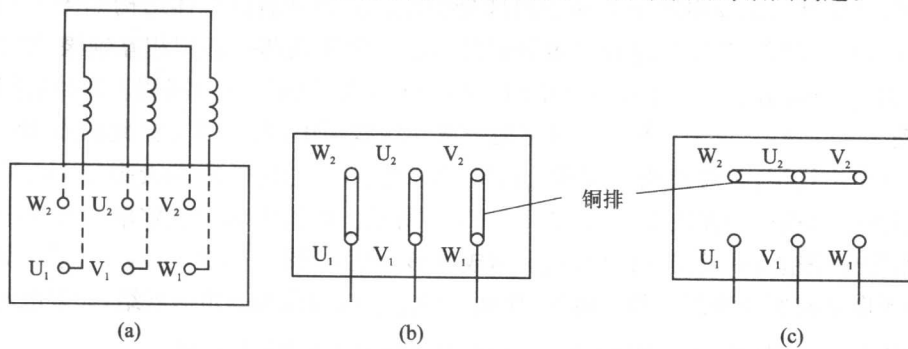 W₂ U₂ V₂
U₁ V₁ W₁
(a)
W₂ U₂ V₂
U₁ V₁ W₁
(b)
铜排
W₂ U₂ V₂
U₁ V₁ W₁
(c)